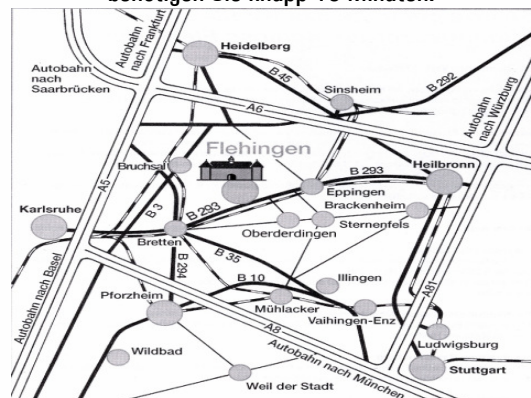 benötigen Sie knapp 10 Minuten.
Autobahn
nach Frankfurt
Heidelberg
B 45
B 292
Autobahn
nach
Saarbrücken
Sinsheim
A6
Autobahn
nach Würzburg
Flehingen
Bruchsal
A5
B 3
Heilbronn
B 293
Eppingen
Karlsruhe
B 293
Brackenheim
Bretten
Oberderdingen
Sternenfels
B 35
B 294
Autobahn nach Basel
B 10
Illingen
A81
Pforzheim
Mühlacker
Vaihingen-Enz
A8
Ludwigsburg
Wildbad
Autobahn nach München
Stuttgart
Weil der Stadt